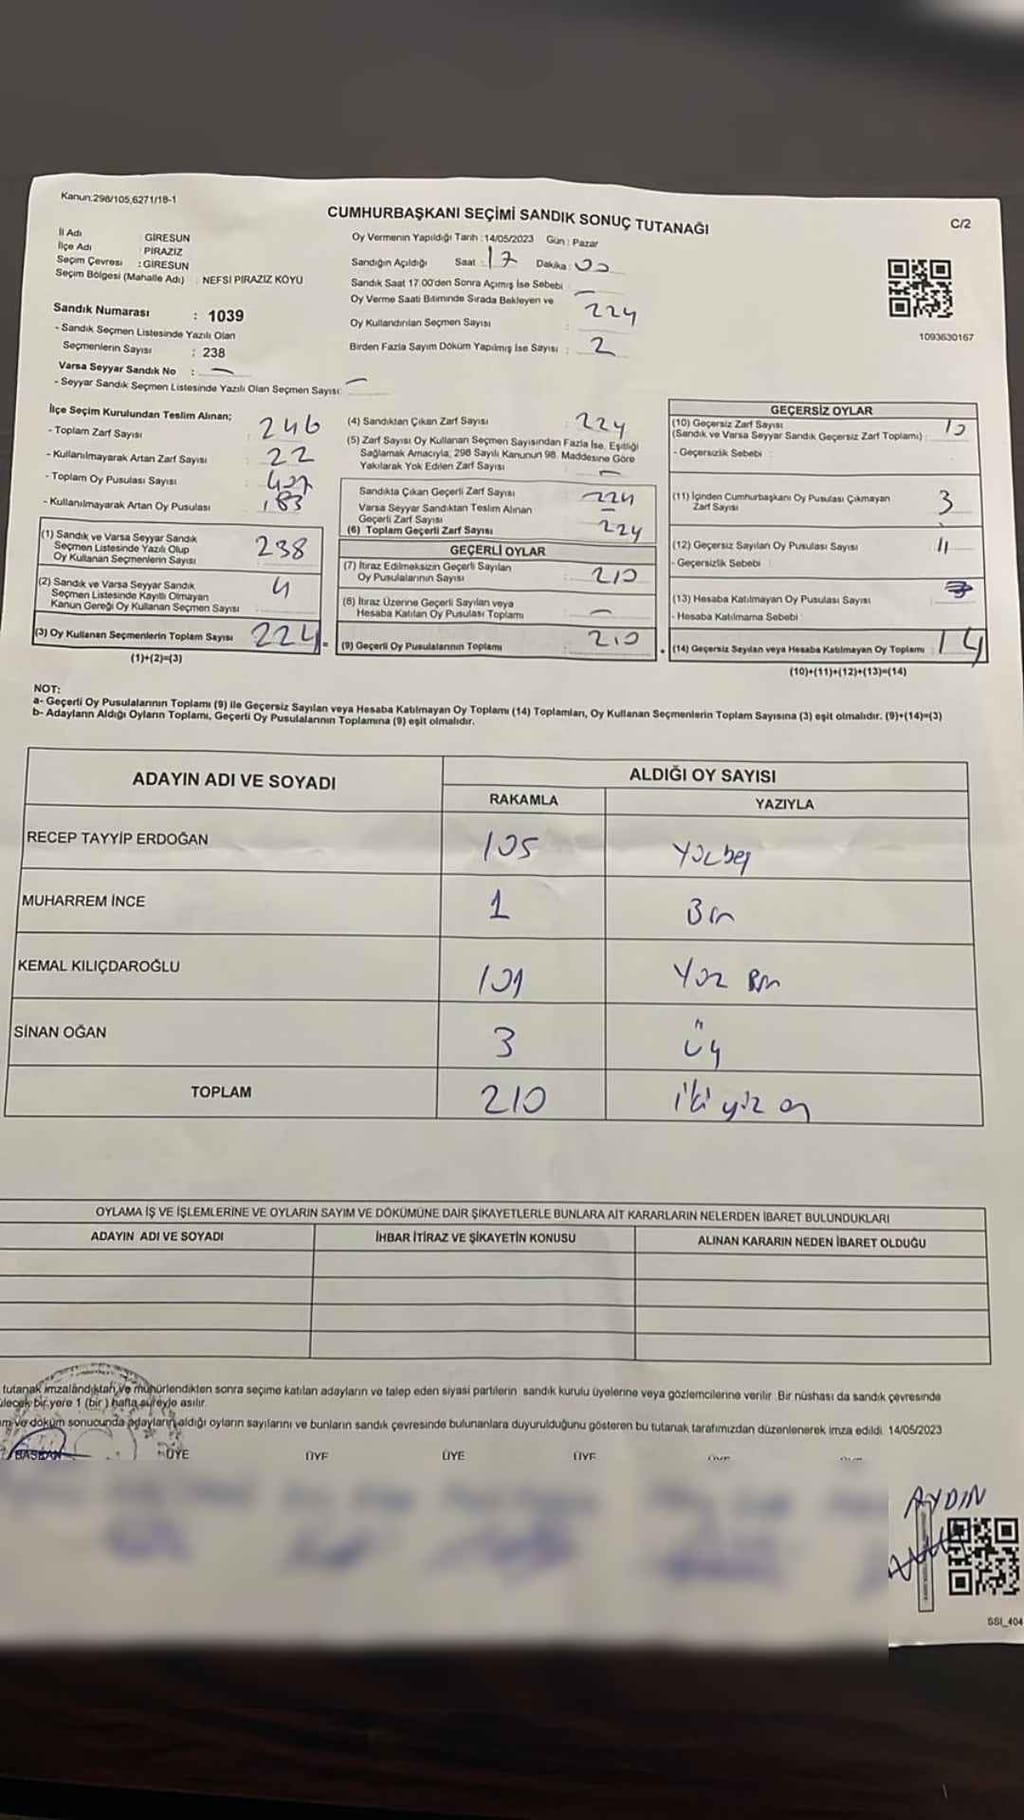 Kanun:298/105,6271/18-1
CUMHURBAŞKANI SEÇİMİ SANDIK SONUÇ TUTANAĞI
C/2
İl Adı GİRESUN
İlçe Adı PİRAZİZ
Seçim Çevresi : GİRESUN
Seçim Bölgesi (Mahalle Adı) : NEFSİ PİRAZİZ KÖYÜ
Sandık Numarası : 1039
- Sandık Seçmen Listesinde Yazılı Olan
Seçmenlerin Sayısı : 238
Varsa Seyyar Sandık No : —
- Seyyar Sandık Seçmen Listesinde Yazılı Olan Seçmen Sayısı: —
Oy Vermenin Yapıldığı Tarih : 14/05/2023 Gün : Pazar
Sandığın Açıldığı Saat : 17 Dakika : 00
Sandık Saat 17.00'den Sonra Açımış İse Sebebi —
Oy Verme Saati Bitiminde Sırada Bekleyen ve
Oy Kullandırılan Seçmen Sayısı : 224
Birden Fazla Sayım Döküm Yapılmış İse Sayısı : 2
1093630167
İlçe Seçim Kurulundan Teslim Alınan;
- Toplam Zarf Sayısı 246
- Kullanılmayarak Artan Zarf Sayısı 22
- Toplam Oy Pusulası Sayısı
- Kullanılmayarak Artan Oy Pusulası 183
(1) Sandık ve Varsa Seyyar Sandık
Seçmen Listesinde Yazılı Olup
Oy Kullanan Seçmenlerin Sayısı 238
(2) Sandık ve Varsa Seyyar Sandık
Seçmen Listesinde Kayıtlı Olmayan
Kanun Gereği Oy Kullanan Seçmen Sayısı 4
(3) Oy Kullanan Seçmenlerin Toplam Sayısı 224
(1)+(2)=(3)
(4) Sandıktan Çıkan Zarf Sayısı 224
(5) Zarf Sayısı Oy Kullanan Seçmen Sayısından Fazla İse, Eşitliği
Sağlamak Amacıyla, 298 Sayılı Kanunun 98. Maddesine Göre
Yakılarak Yok Edilen Zarf Sayısı —
Sandıkta Çıkan Geçerli Zarf Sayısı 224
Varsa Seyyar Sandıktan Teslim Alınan
Geçerli Zarf Sayısı —
(6) Toplam Geçerli Zarf Sayısı 224
GEÇERLİ OYLAR
(7) İtiraz Edilmeksizin Geçerli Sayılan
Oy Pusulalarının Sayısı : 210
(8) İtiraz Üzerine Geçerli Sayılan veya
Hesaba Katılan Oy Pusulası Toplamı : —
(9) Geçerli Oy Pusulalarının Toplamı : 210
GEÇERSİZ OYLAR
(10) Geçersiz Zarf Sayısı
(Sandık ve Varsa Seyyar Sandık Geçersiz Zarf Toplamı) :
- Geçersizlik Sebebi :
(11) İçinden Cumhurbaşkanı Oy Pusulası Çıkmayan
Zarf Sayısı 3
(12) Geçersiz Sayılan Oy Pusulası Sayısı 11
- Geçersizlik Sebebi
(13) Hesaba Katılmayan Oy Pusulası Sayısı
- Hesaba Katılmama Sebebi
(14) Geçersiz Sayılan veya Hesaba Katılmayan Oy Toplamı : 14
(10)+(11)+(12)+(13)=(14)
NOT:
a- Geçerli Oy Pusulalarının Toplamı (9) ile Geçersiz Sayılan veya Hesaba Katılmayan Oy Toplamı (14) Toplamları, Oy Kullanan Seçmenlerin Toplam Sayısına (3) eşit olmalıdır. (9)+(14)=(3)
b- Adayların Aldığı Oyların Toplamı, Geçerli Oy Pusulalarının Toplamına (9) eşit olmalıdır.
ADAYIN ADI VE SOYADI
ALDIĞI OY SAYISI
RAKAMLA YAZIYLA
RECEP TAYYİP ERDOĞAN 105 Yüzbeş
MUHARREM İNCE 1 Bir
KEMAL KILIÇDAROĞLU 101 Yüz Bir
SİNAN OĞAN 3 üç
TOPLAM 210 iki yüz on
OYLAMA İŞ VE İŞLEMLERİNE VE OYLARIN SAYIM VE DÖKÜMÜNE DAİR ŞİKAYETLERLE BUNLARA AİT KARARLARIN NELERDEN İBARET BULUNDUKLARI
ADAYIN ADI VE SOYADI İHBAR İTİRAZ VE ŞİKAYETİN KONUSU ALINAN KARARIN NEDEN İBARET OLDUĞU
tutanak imzalandıktan ve mühürlendikten sonra seçime katılan adayların ve talep eden siyasi partilerin sandık kurulu üyelerine veya gözlemcilerine verilir. Bir nüshası da sandık çevresinde
bir yere 1 (bir) hafta süreyle asılır.
ve döküm sonucunda adayların aldığı oyların sayılarını ve bunların sandık çevresinde bulunanlara duyurulduğunu gösteren bu tutanak tarafımızdan düzenlenerek imza edildi. 14/05/2023
BAŞKAN ÜYE ÜYE ÜYE ÜYE
AYDIN
SSI_404